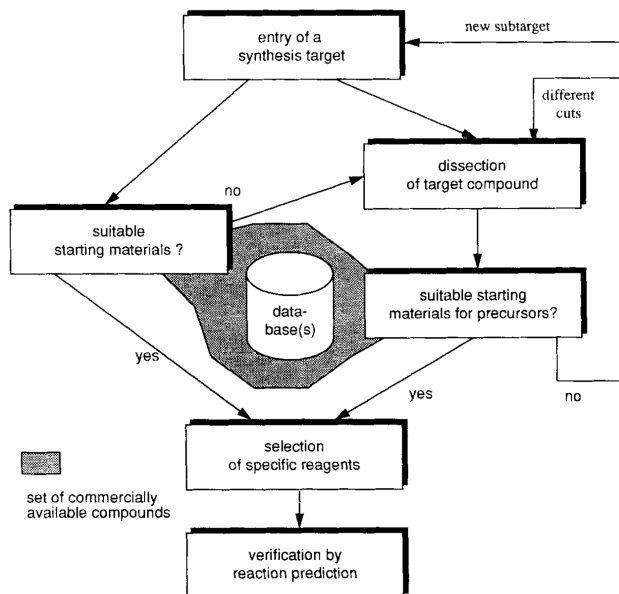 entry of a
synthesis target
new subtarget
different
cuts
dissection
of target compound
no
suitable
starting materials ?
data-
base(s)
suitable starting
materials for precursors?
yes
yes
no
selection
of specific reagents
set of commercially
available compounds
verification by
reaction prediction